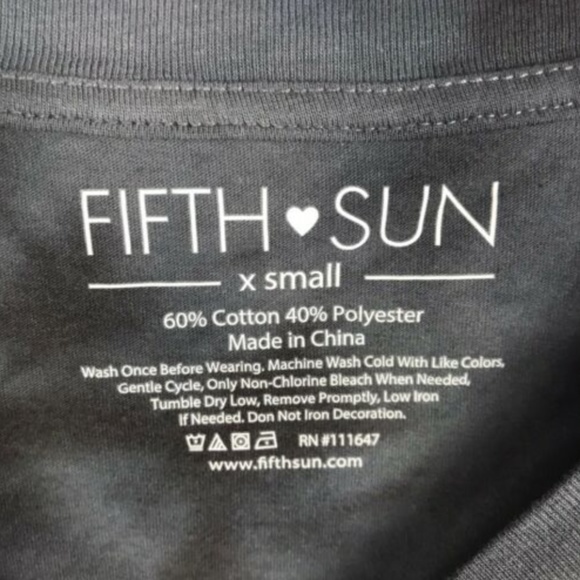 FIFTH SUN
x small
60% Cotton 40% Polyester
Made in China
Wash Once Before Wearing. Machine Wash Cold With Like Colors,
Gentle Cycle, Only Non-Chlorine Bleach When Needed,
Tumble Dry Low, Remove Promptly, Low Iron
If Needed. Don Not Iron Decoration.
RN #111647
www.fifthsun.com